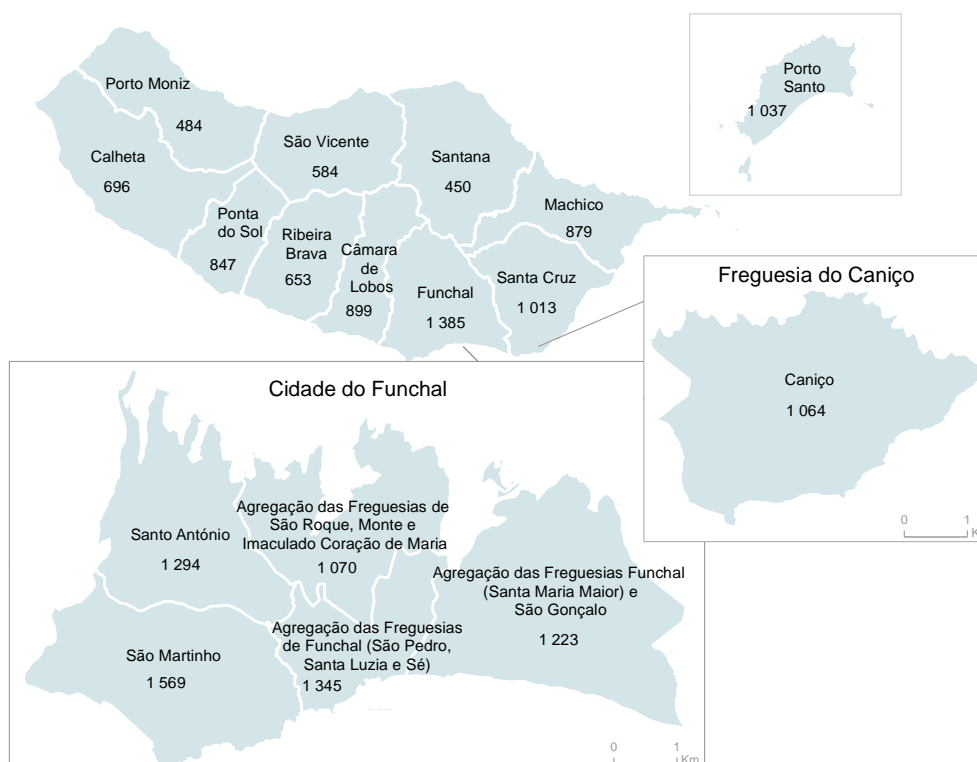 Porto Moniz
484
Calheta
696
São Vicente
584
Santana
450
Porto
Santo
1 037
Machico
879
Ponta
do Sol
847
Ribeira
Brava
653
Câmara
de
Lobos
899
Funchal
1 385
Santa Cruz
1 013
Freguesia do Caniço
Caniço
1 064
0 1
Cidade do Funchal
Santo António
1 294
Agregação das Freguesias de
São Roque, Monte e
Imaculado Coração de Maria
1 070
Agregação das Freguesias Funchal
(Santa Maria Maior) e
São Gonçalo
1 223
São Martinho
1 569
Agregação das Freguesias
de Funchal (São Pedro,
Santa Luzia e Sé)
1 345
0 1
Km